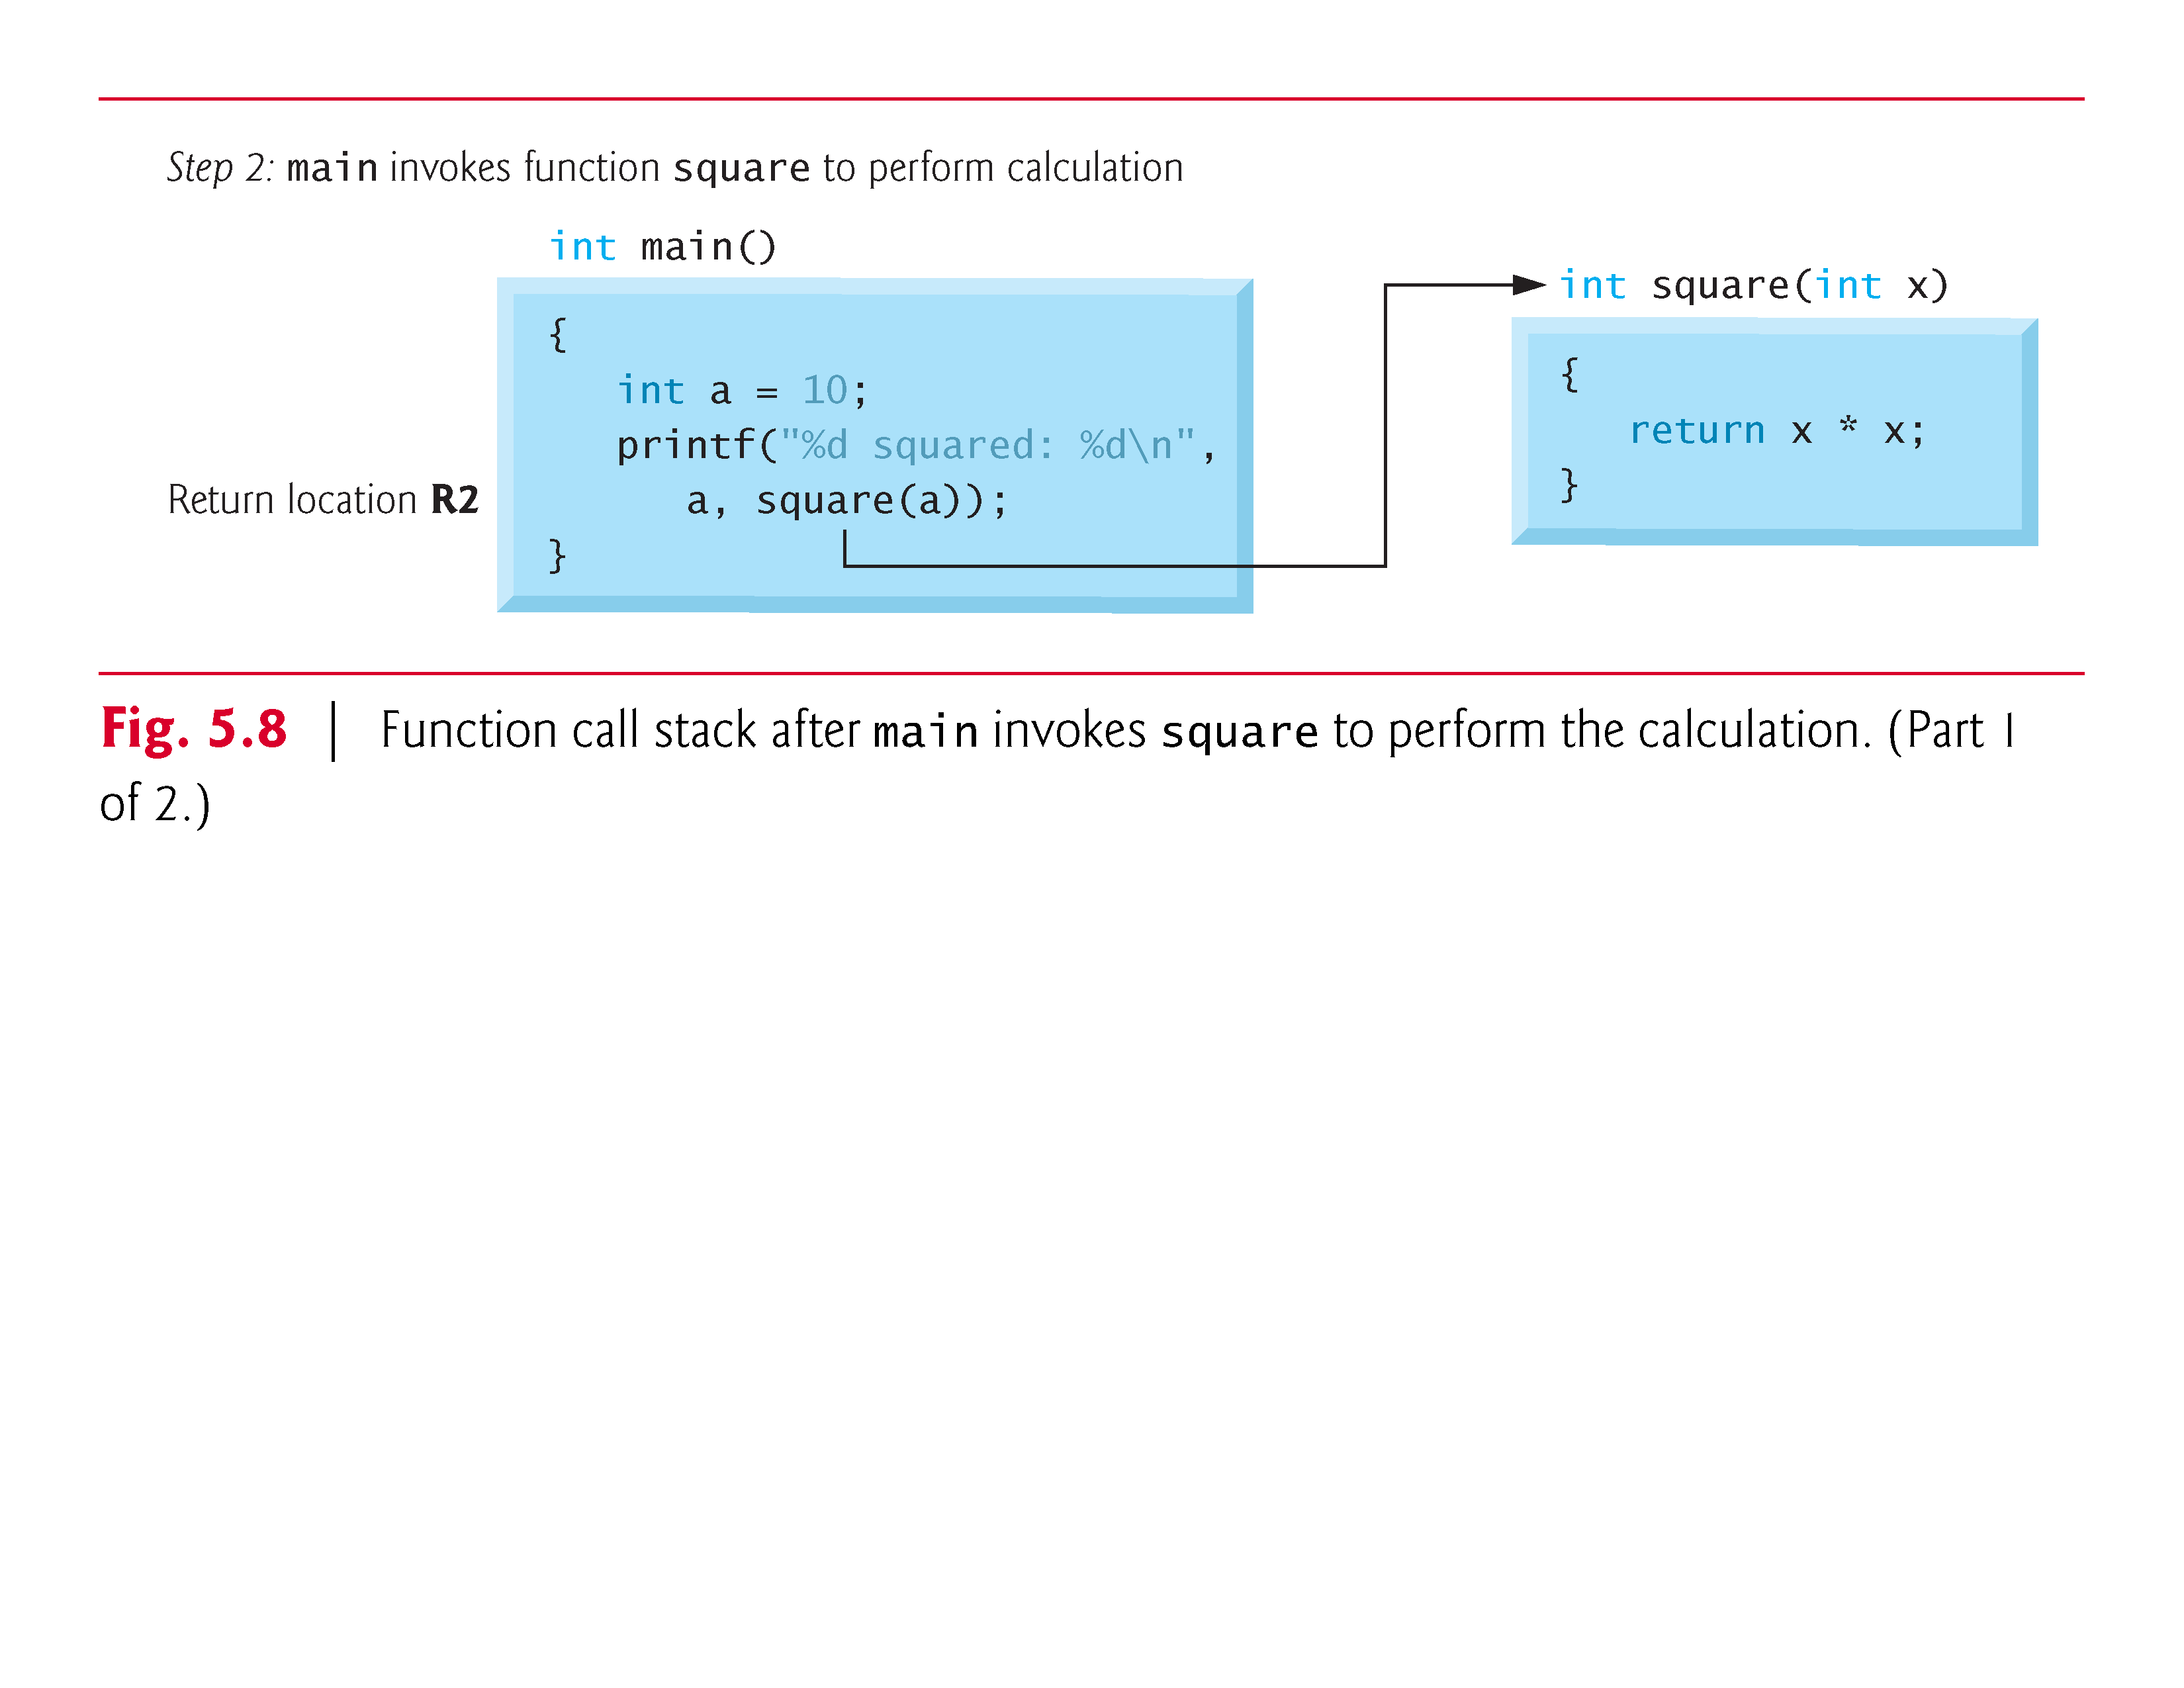 Step 2: main invokes function square to perform calculation
int main()
{
int a = 10;
printf("%d squared: %d\n",
Return location R2
a, square(a));
}
int square(int x)
{
return x * x;
}
Fig. 5.8 | Function call stack after main invokes square to perform the calculation. (Part 1
of 2.)